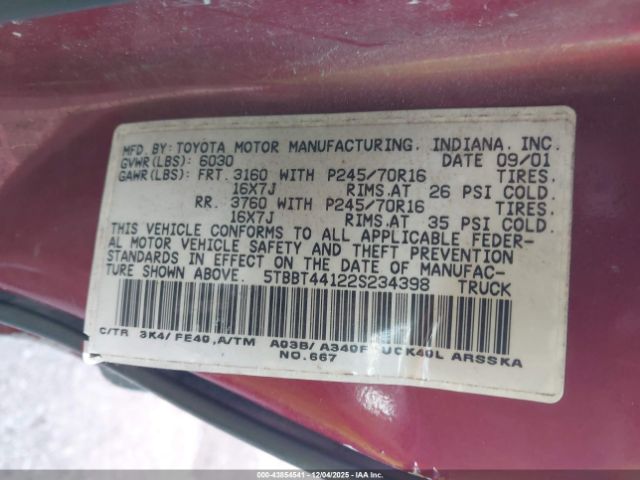 MFD. BY: TOYOTA MOTOR MANUFACTURING. INDIANA. INC.
GVWR(LBS): 6030 DATE 09/01
GAWR(LBS): FRT. 3160 WITH P245/70R16 TIRES.
16X7J RIMS.AT 26 PSI COLD.
RR. 3760 WITH P245/70R16 TIRES.
16X7J RIMS.AT 35 PSI COLD.
THIS VEHICLE CONFORMS TO ALL APPLICABLE FEDER-
AL MOTOR VEHICLE SAFETY AND THEFT PREVENTION
STANDARDS IN EFFECT ON THE DATE OF MANUFAC-
TURE SHOWN ABOVE. 5TBBT44122S234398 TRUCK
C/TR 3K4/ FE40 ,A/TM A03B/ A340F UCK40L ARSSKA
NO.667
000-43854541 - 12/04/2025 - IAAI.com